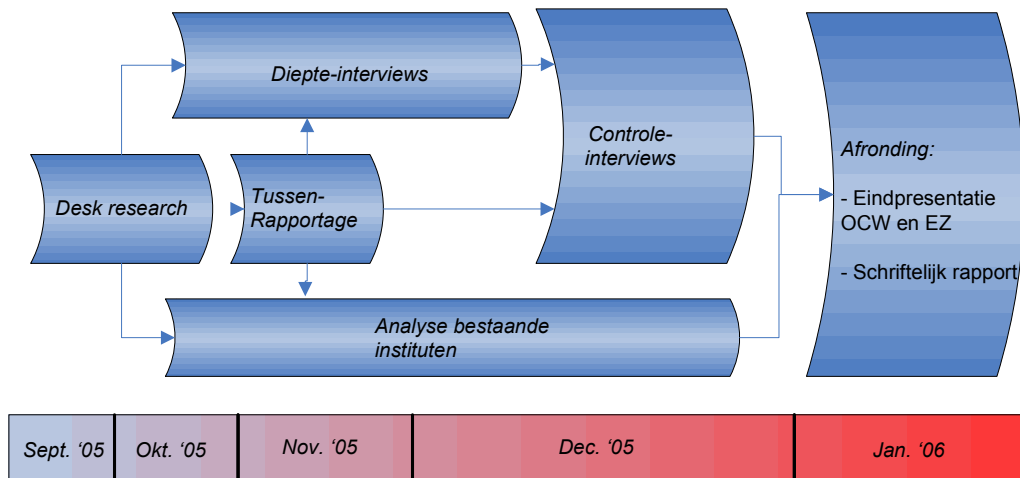 Diepte-interviews
Desk research
Tussen-
Rapportage
Controle-
interviews
Analyse bestaande
instituten
Afronding:
- Eindpresentatie
OCW en EZ
- Schriftelijk rapport
Sept. ‘05
Okt. ‘05
Nov. ‘05
Dec. ‘05
Jan. ‘06